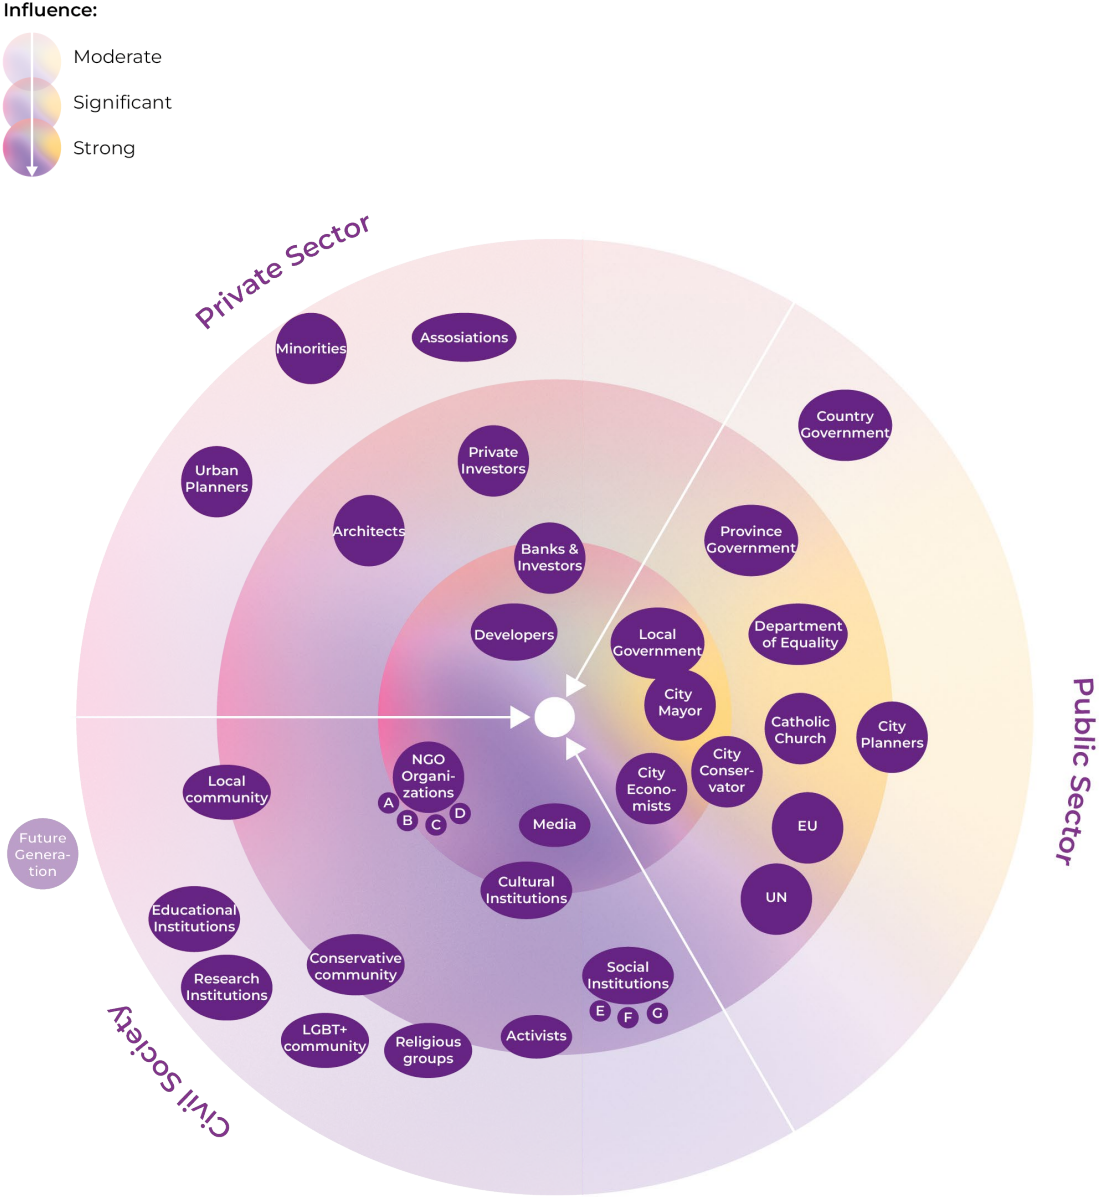 Influence:
Moderate
Significant
Strong
Private Sector
Minorities
Assosiations
Country
Government
Private
Investors
Urban
Planners
Architects
Province
Government
Banks &
Investors
Developers
Local
Government
Department
of Equality
City
Mayor
Catholic
Church
City
Planners
Public Sector
NGO
Organi-
zations
A
B
C
D
City
Conser-
vator
City
Econo-
mists
Local
community
Media
EU
Future
Genera-
tion
Cultural
Institutions
UN
Educational
Institutions
Conservative
community
Social
Institutions
E
F
G
Research
Institutions
LGBT+
community
Religious
groups
Activists
Civil Society